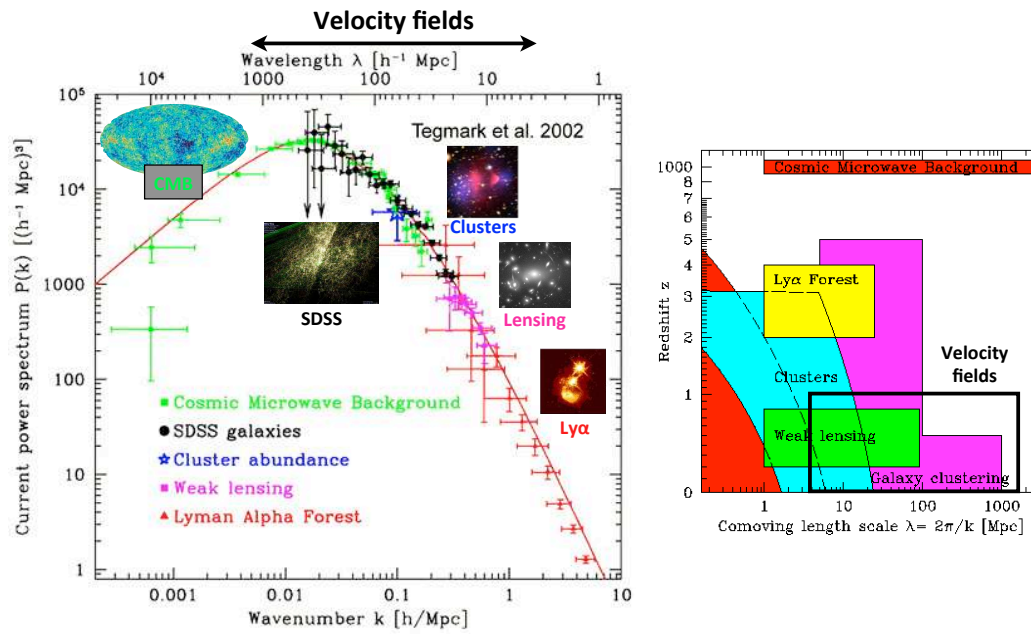 Velocity fields
Wavelength λ [h⁻¹ Mpc]
10⁴ 1000 100 10 1
Current power spectrum P(k) [(h⁻¹ Mpc)³]
10⁵
10⁴
1000
100
10
1
CMB
Tegmark et al. 2002
Clusters
SDSS
Lensing
Lyα
Cosmic Microwave Background
SDSS galaxies
Cluster abundance
Weak lensing
Lyman Alpha Forest
0.001 0.01 0.1 1 10
Wavenumber k [h/Mpc]
Redshift z
1000
8
7
6
5
4
3
2
1
0
Cosmic Microwave Background
Lyα Forest
Clusters
Velocity
fields
Weak lensing
Galaxy clustering
1 10 100 1000
Comoving length scale λ= 2π/k [Mpc]